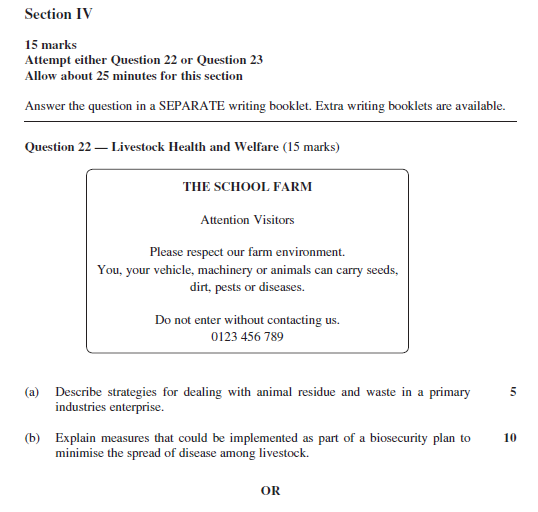 Section IV
15 marks
Attempt either Question 22 or Question 23
Allow about 25 minutes for this section
Answer the question in a SEPARATE writing booklet. Extra writing booklets are available.
Question 22 — Livestock Health and Welfare (15 marks)
THE SCHOOL FARM
Attention Visitors
Please respect our farm environment.
You, your vehicle, machinery or animals can carry seeds,
dirt, pests or diseases.
Do not enter without contacting us.
0123 456 789
(a) Describe strategies for dealing with animal residue and waste in a primary 5
industries enterprise.
(b) Explain measures that could be implemented as part of a biosecurity plan to 10
minimise the spread of disease among livestock.
OR